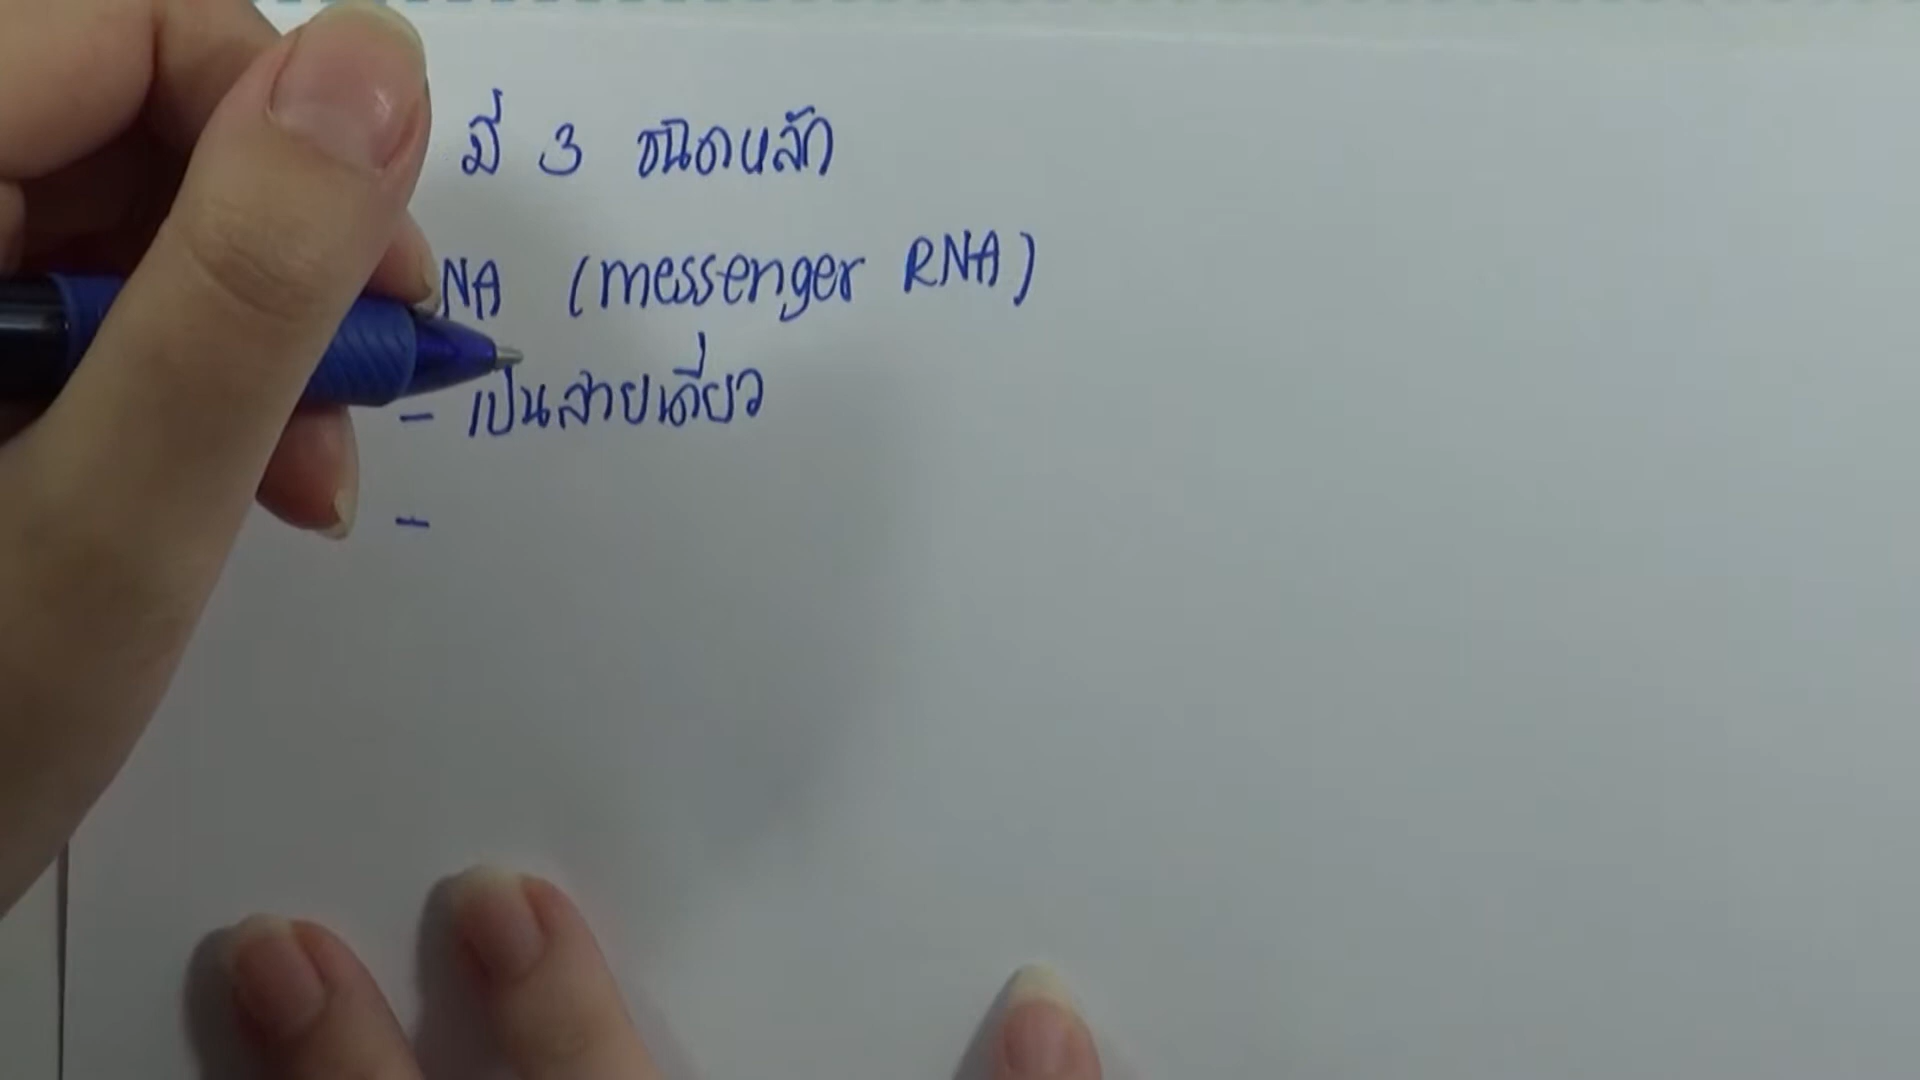 มี 3 ชนิดหลัก
NA (messenger RNA)
- เป็นสายเดี่ยว
-